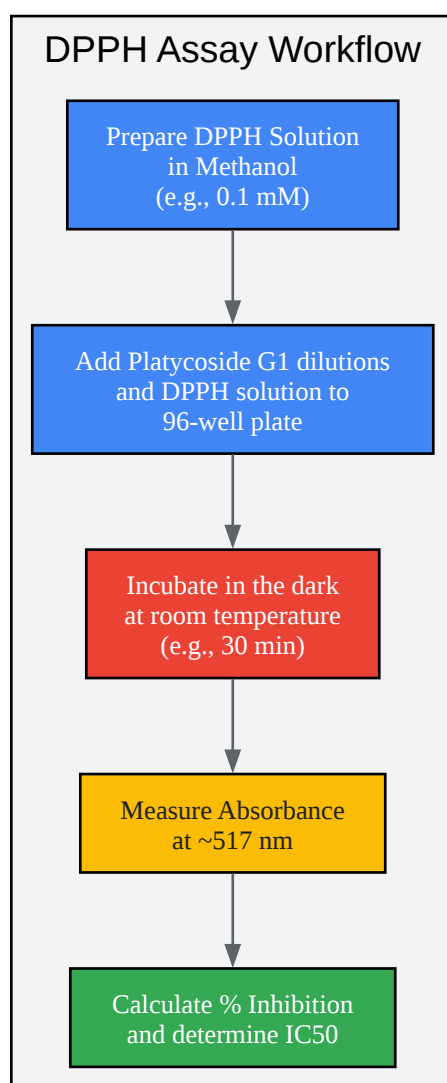 DPPH Assay Workflow
Prepare DPPH Solution
in Methanol
(e.g., 0.1 mM)
Add Platycoside G1 dilutions
and DPPH solution to
96-well plate
Incubate in the dark
at room temperature
(e.g., 30 min)
Measure Absorbance
at ~517 nm
Calculate % Inhibition
and determine IC50